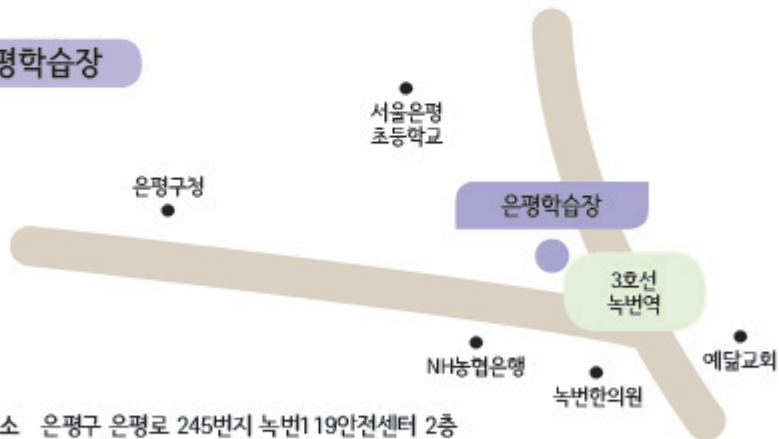 평학습장
서울은평
초등학교
은평구청
은평학습장
3호선
녹번역
NH농협은행
예닮교회
녹번한의원
소 은평구 은평로 245번지 녹번119안전센터 2층